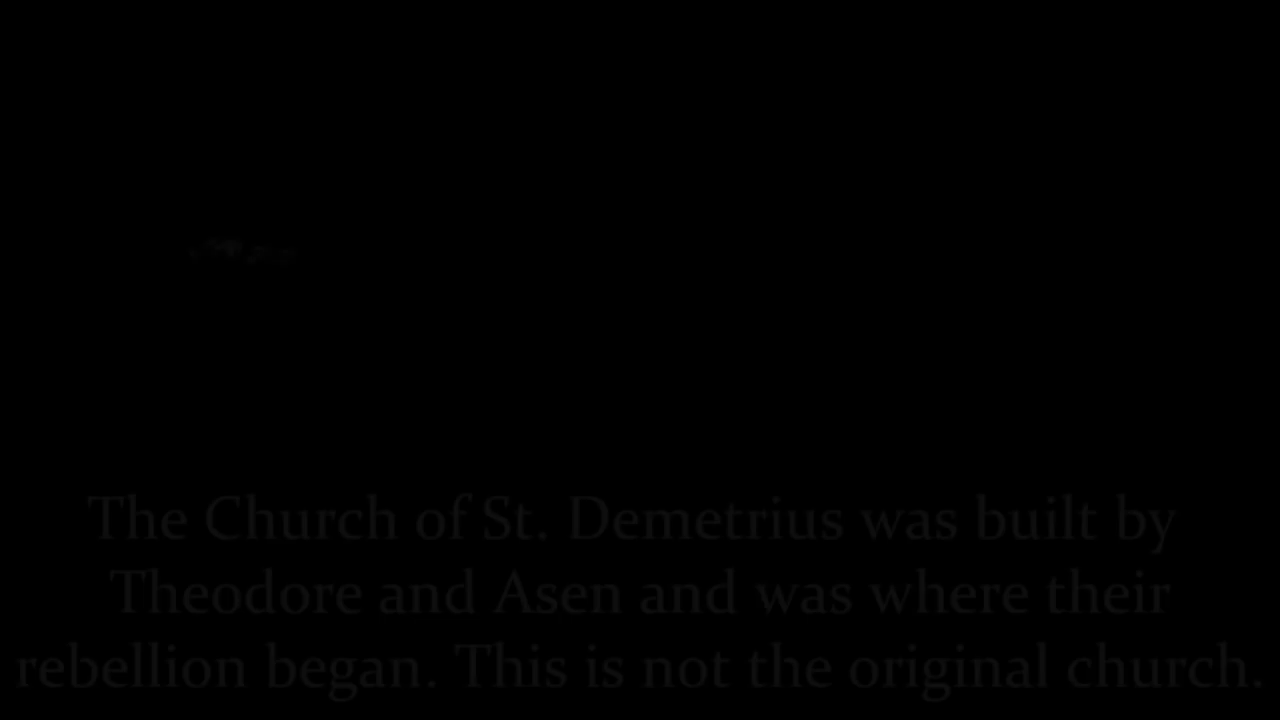 The Church of St. Demetrius was built by
Theodore and Asen and was where their
rebellion began. This is not the original church.